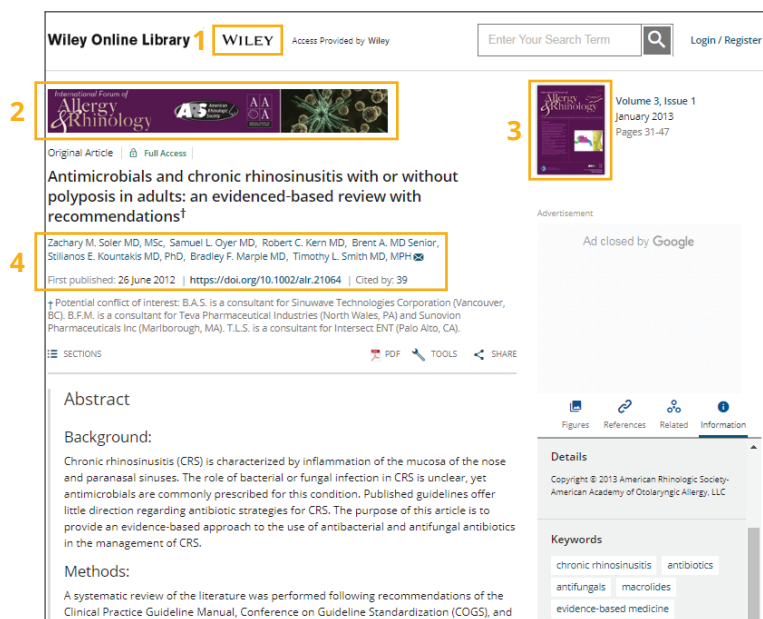 Wiley Online Library 1 WILEY Access Provided by Wiley
Enter Your Search Term
Login / Register
2
International Forum of
Allergy
&Rhinology
ARS American
Rhinologic
Society
A
A A
A
3
Volume 3, Issue 1
January 2013
Pages 31-47
Allergy
&Rhinology
Original Article | Full Access |
Antimicrobials and chronic rhinosinusitis with or without
polyposis in adults: an evidenced-based review with
recommendations†
4
Zachary M. Soler MD, MSc, Samuel L. Oyer MD, Robert C. Kern MD, Brent A. MD Senior,
Stilianos E. Kountakis MD, PhD, Bradley F. Marple MD, Timothy L. Smith MD, MPH
First published: 26 June 2012 | https://doi.org/10.1002/alr.21064 | Cited by: 39
† Potential conflict of interest: B.A.S. is a consultant for Sinuwave Technologies Corporation (Vancouver,
BC). B.F.M. is a consultant for Teva Pharmaceutical Industries (North Wales, PA) and Sunovion
Pharmaceuticals Inc (Marlborough, MA). T.L.S. is a consultant for Intersect ENT (Palo Alto, CA).
SECTIONS
PDF TOOLS SHARE
Abstract
Background:
Chronic rhinosinusitis (CRS) is characterized by inflammation of the mucosa of the nose
and paranasal sinuses. The role of bacterial or fungal infection in CRS is unclear, yet
antimicrobials are commonly prescribed for this condition. Published guidelines offer
little direction regarding antibiotic strategies for CRS. The purpose of this article is to
provide an evidence-based approach to the use of antibacterial and antifungal antibiotics
in the management of CRS.
Methods:
A systematic review of the literature was performed following recommendations of the
Clinical Practice Guideline Manual, Conference on Guideline Standardization (COGS), and
Advertisement
Ad closed by Google
Figures References Related Information
Details
Copyright © 2013 American Rhinologic Society-
American Academy of Otolaryngic Allergy, LLC
Keywords
chronic rhinosinusitis antibiotics
antifungals macrolides
evidence-based medicine